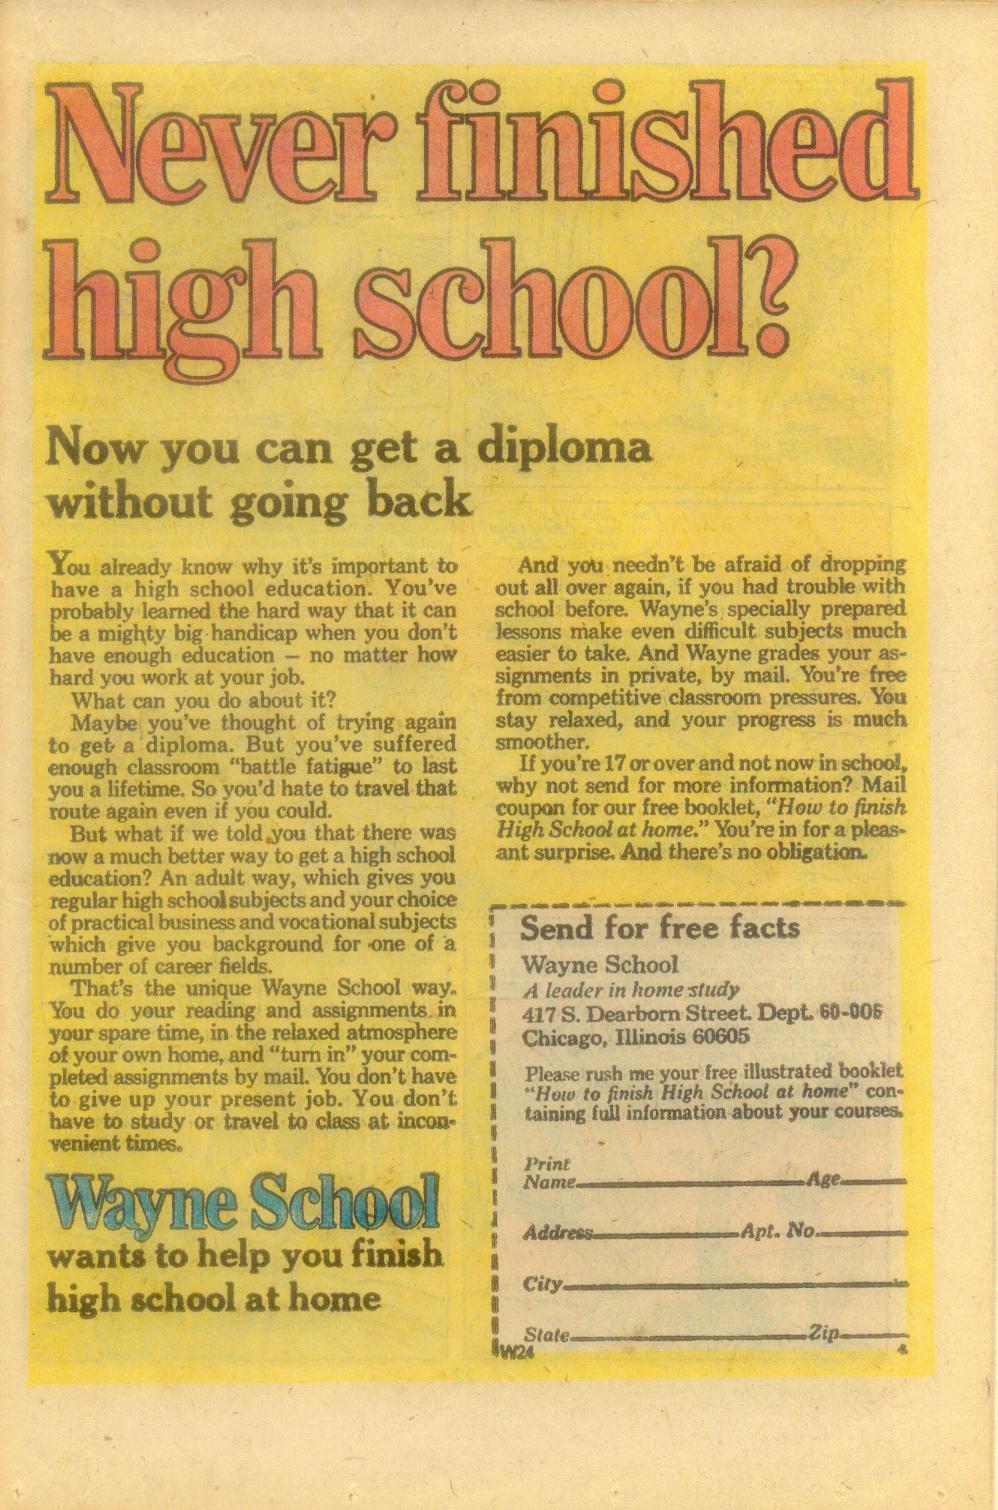 Never finished
high school?
Now you can get a diploma
without going back
You already know why it's important to
have a high school education. You've
probably learned the hard way that it can
be a mighty big handicap when you don't
have enough education — no matter how
hard you work at your job.
What can you do about it?
Maybe you've thought of trying again
to get a diploma. But you've suffered
enough classroom "battle fatigue" to last
you a lifetime. So you'd hate to travel that
route again even if you could.
But what if we told you that there was
now a much better way to get a high school
education? An adult way, which gives you
regular high school subjects and your choice
of practical business and vocational subjects
which give you background for one of a
number of career fields.
That's the unique Wayne School way.
You do your reading and assignments in
your spare time, in the relaxed atmosphere
of your own home, and "turn in" your com-
pleted assignments by mail. You don't have
to give up your present job. You don't
have to study or travel to class at incon-
venient times.
Wayne School
wants to help you finish
high school at home
And you needn't be afraid of dropping
out all over again, if you had trouble with
school before. Wayne's specially prepared
lessons make even difficult subjects much
easier to take. And Wayne grades your as-
signments in private, by mail. You're free
from competitive classroom pressures. You
stay relaxed, and your progress is much
smoother.
If you're 17 or over and not now in school,
why not send for more information? Mail
coupon for our free booklet, "How to finish
High School at home." You're in for a pleas-
ant surprise. And there's no obligation.
Send for free facts
Wayne School
A leader in home study
417 S. Dearborn Street. Dept. 60-006
Chicago, Illinois 60605
Please rush me your free illustrated booklet
"How to finish High School at home" con-
taining full information about your courses.
Print
Name Age
Address Apt. No.
City
State Zip
W24 4